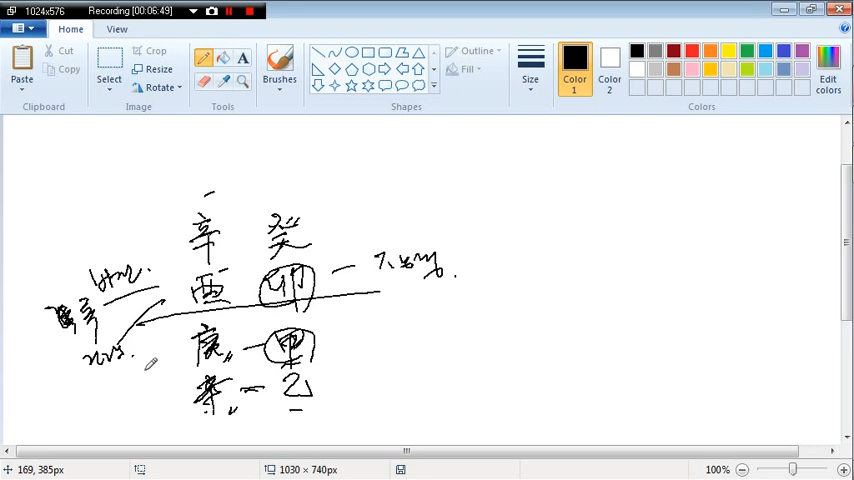 1024x576 Recording [00:06:49]
Home View
Paste Cut Copy Select Crop Resize Rotate A Brushes Outline Fill Size Color 1 Color 2 Edit colors
Clipboard Image Tools Shapes Colors
辛 癸
酉 卯
庚 甲
辛 乙
169, 385px 1030 × 740px 100%